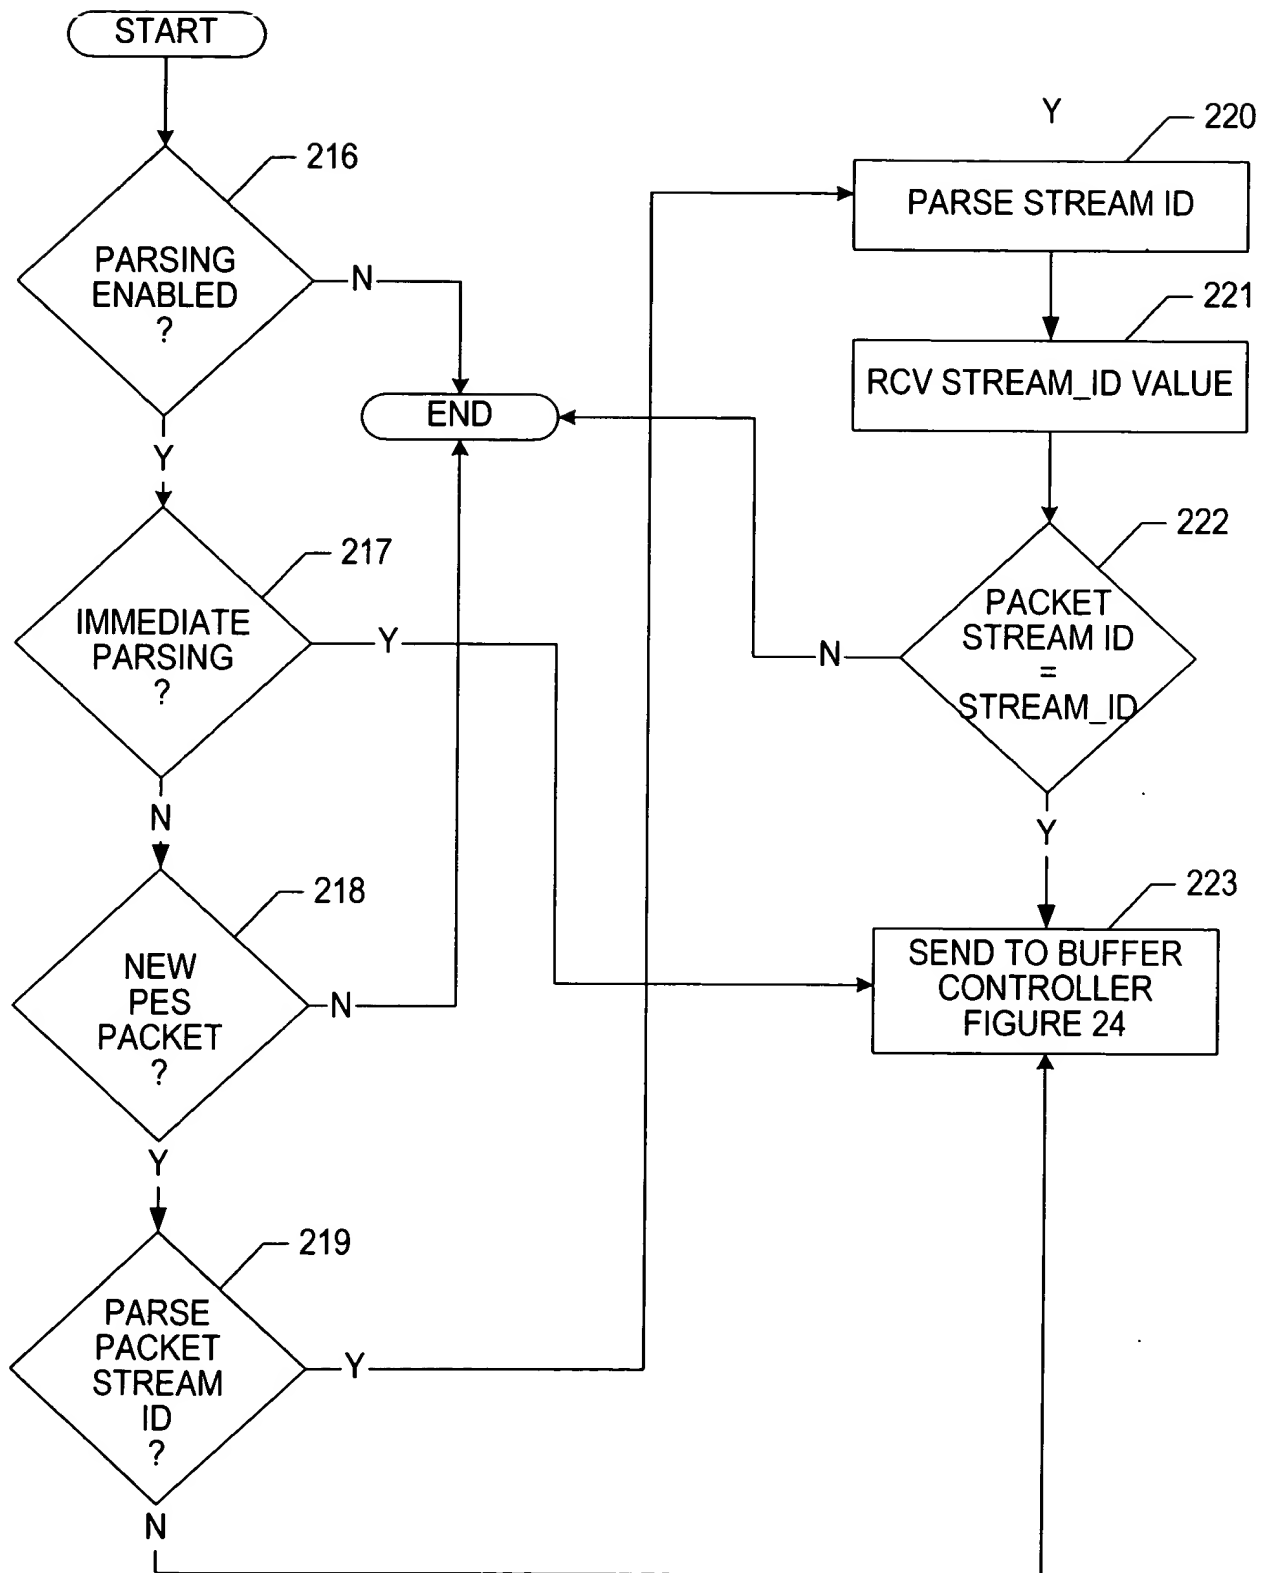 START
216
PARSING
ENABLED
?
N
Y
END
217
IMMEDIATE
PARSING
?
Y
N
218
NEW
PES
PACKET
?
N
Y
219
PARSE
PACKET
STREAM
ID
?
Y
N
Y
220
PARSE STREAM ID
221
RCV STREAM_ID VALUE
222
PACKET
STREAM ID
=
STREAM_ID
N
Y
223
SEND TO BUFFER
CONTROLLER
FIGURE 24